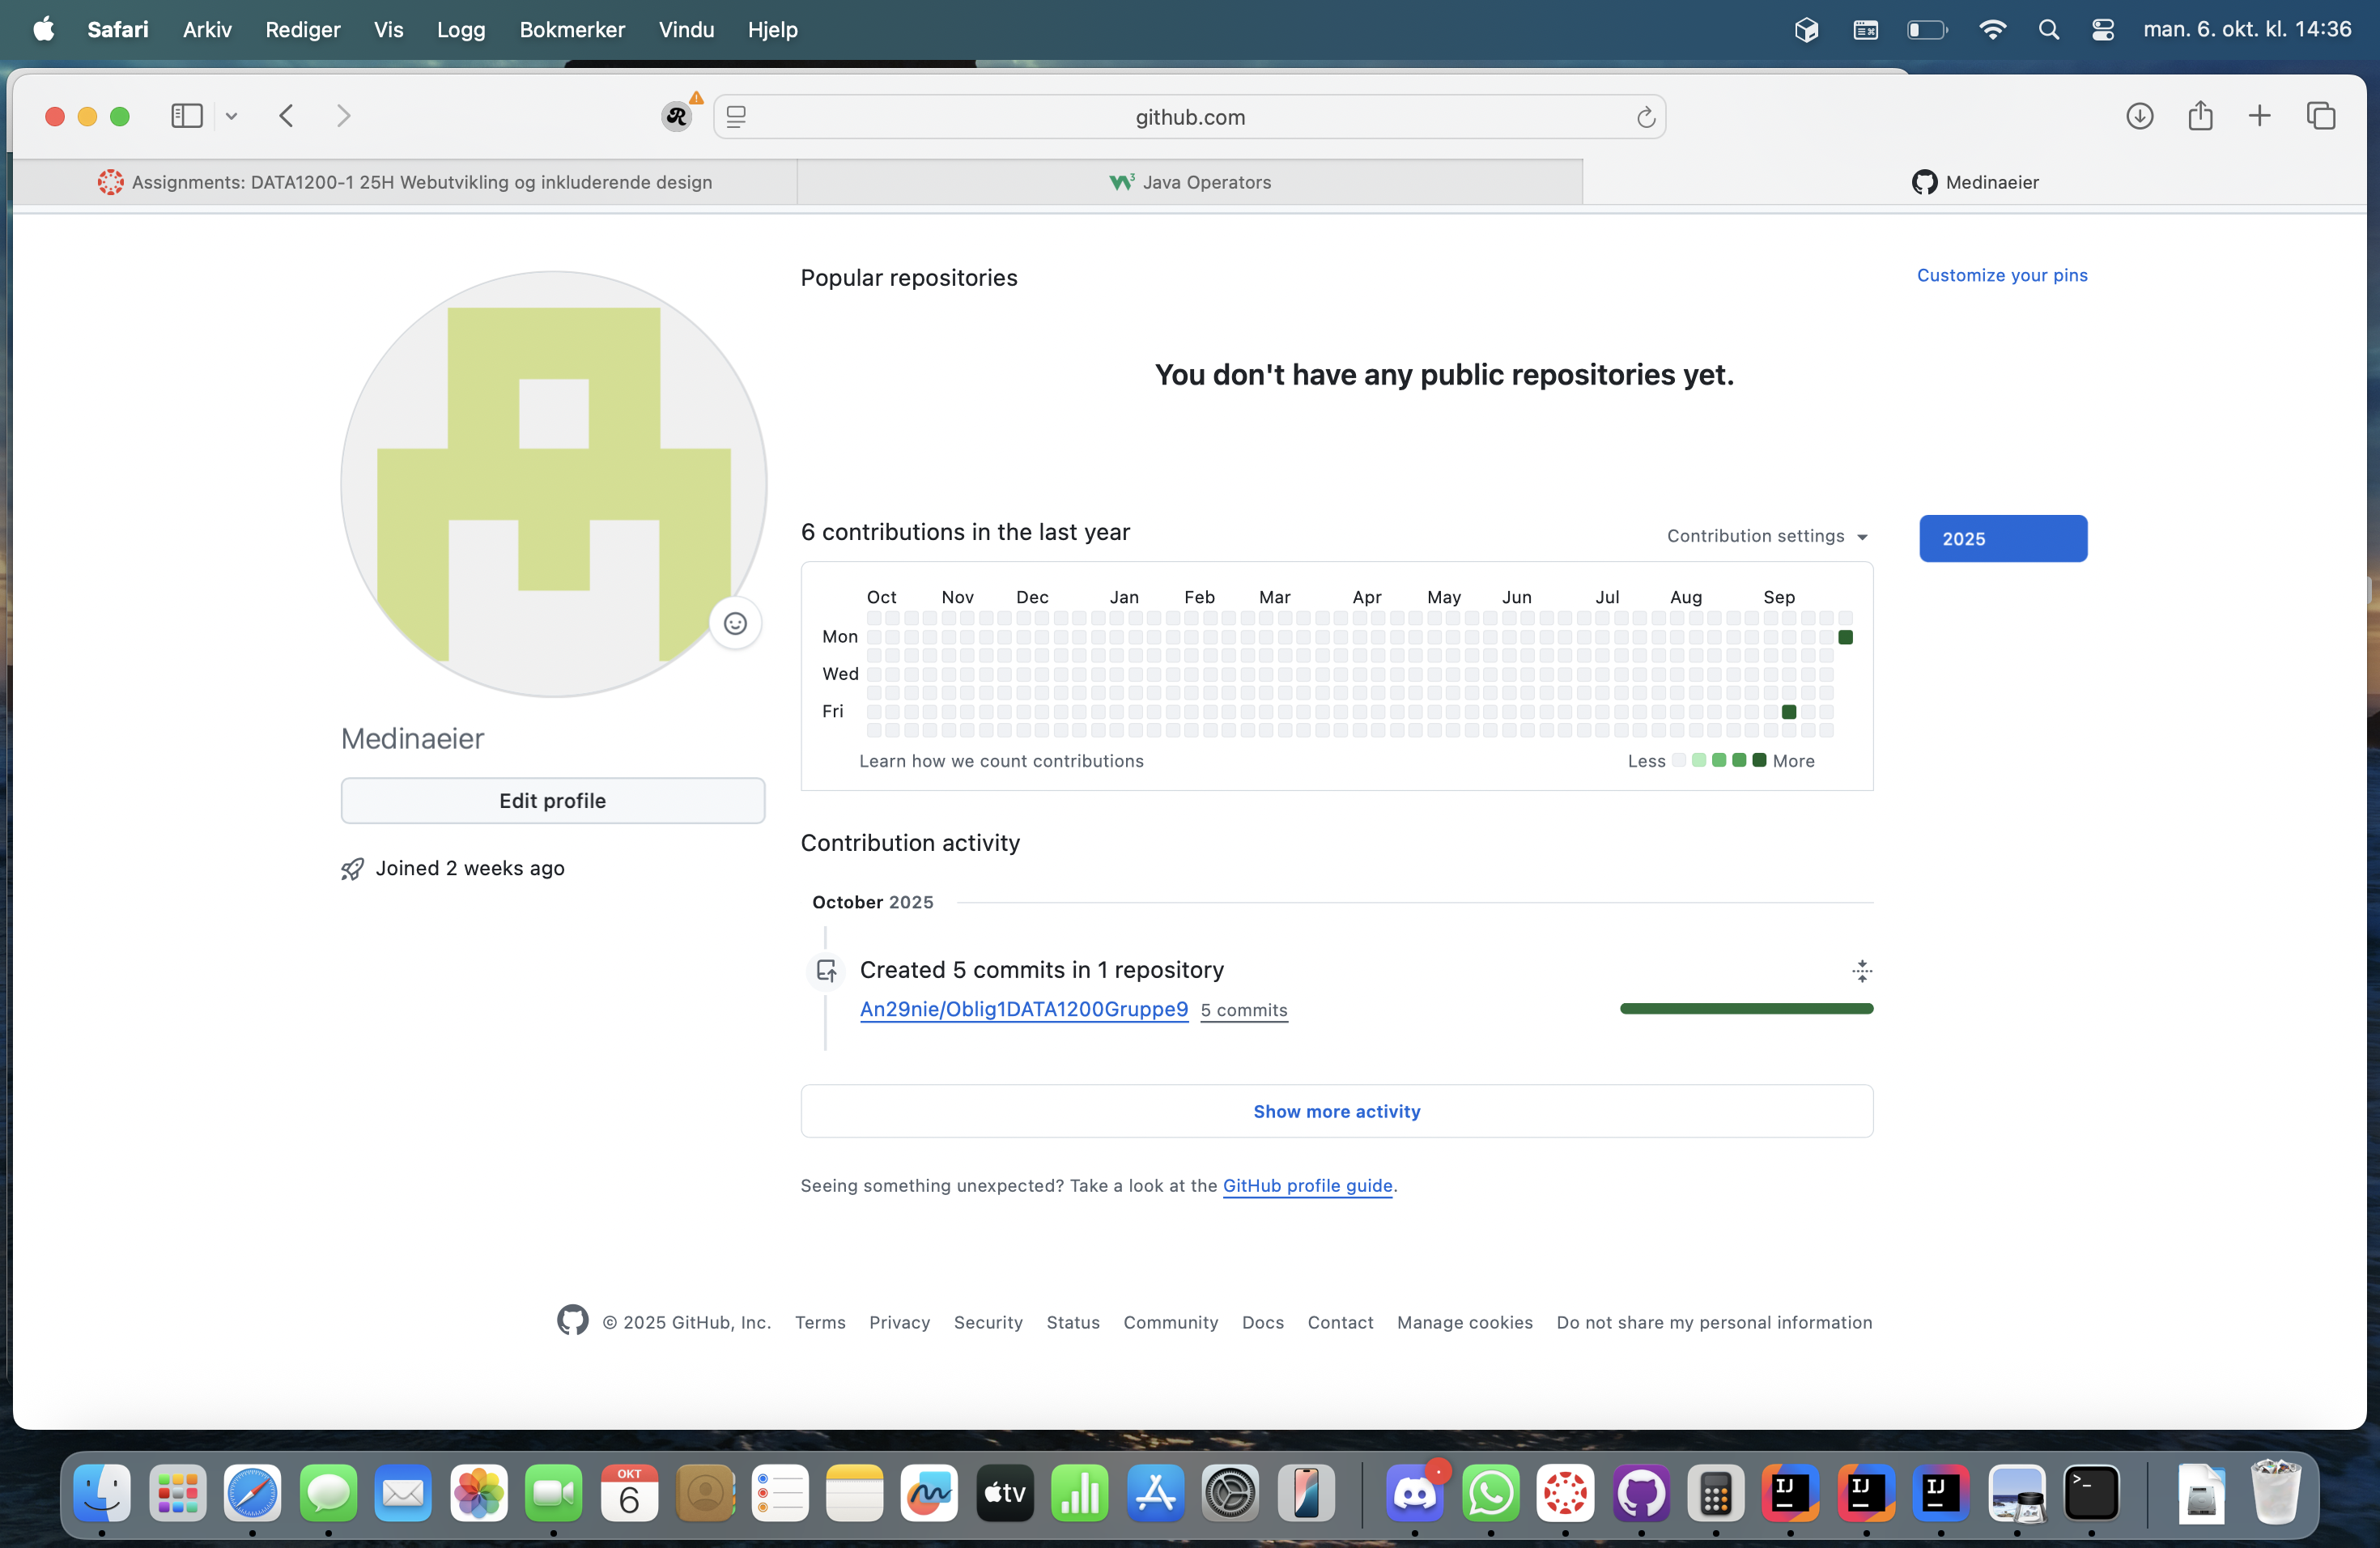 Safari Arkiv Rediger Vis Logg Bokmerker Vindu Hjelp man. 6. okt. kl. 14:36
github.com
Assignments: DATA1200-1 25H Webutvikling og inkluderende design
Java Operators
Medinaeier
Popular repositories
Customize your pins
You don't have any public repositories yet.
6 contributions in the last year
Contribution settings
2025
Oct Nov Dec Jan Feb Mar Apr May Jun Jul Aug Sep
Mon
Wed
Fri
Learn how we count contributions
Less More
Medinaeier
Edit profile
Joined 2 weeks ago
Contribution activity
October 2025
Created 5 commits in 1 repository
An29nie/Oblig1DATA1200Gruppe9 5 commits
Show more activity
Seeing something unexpected? Take a look at the GitHub profile guide.
© 2025 GitHub, Inc. Terms Privacy Security Status Community Docs Contact Manage cookies Do not share my personal information
OKT
6
tv
IJ
IJ
IJ
>_